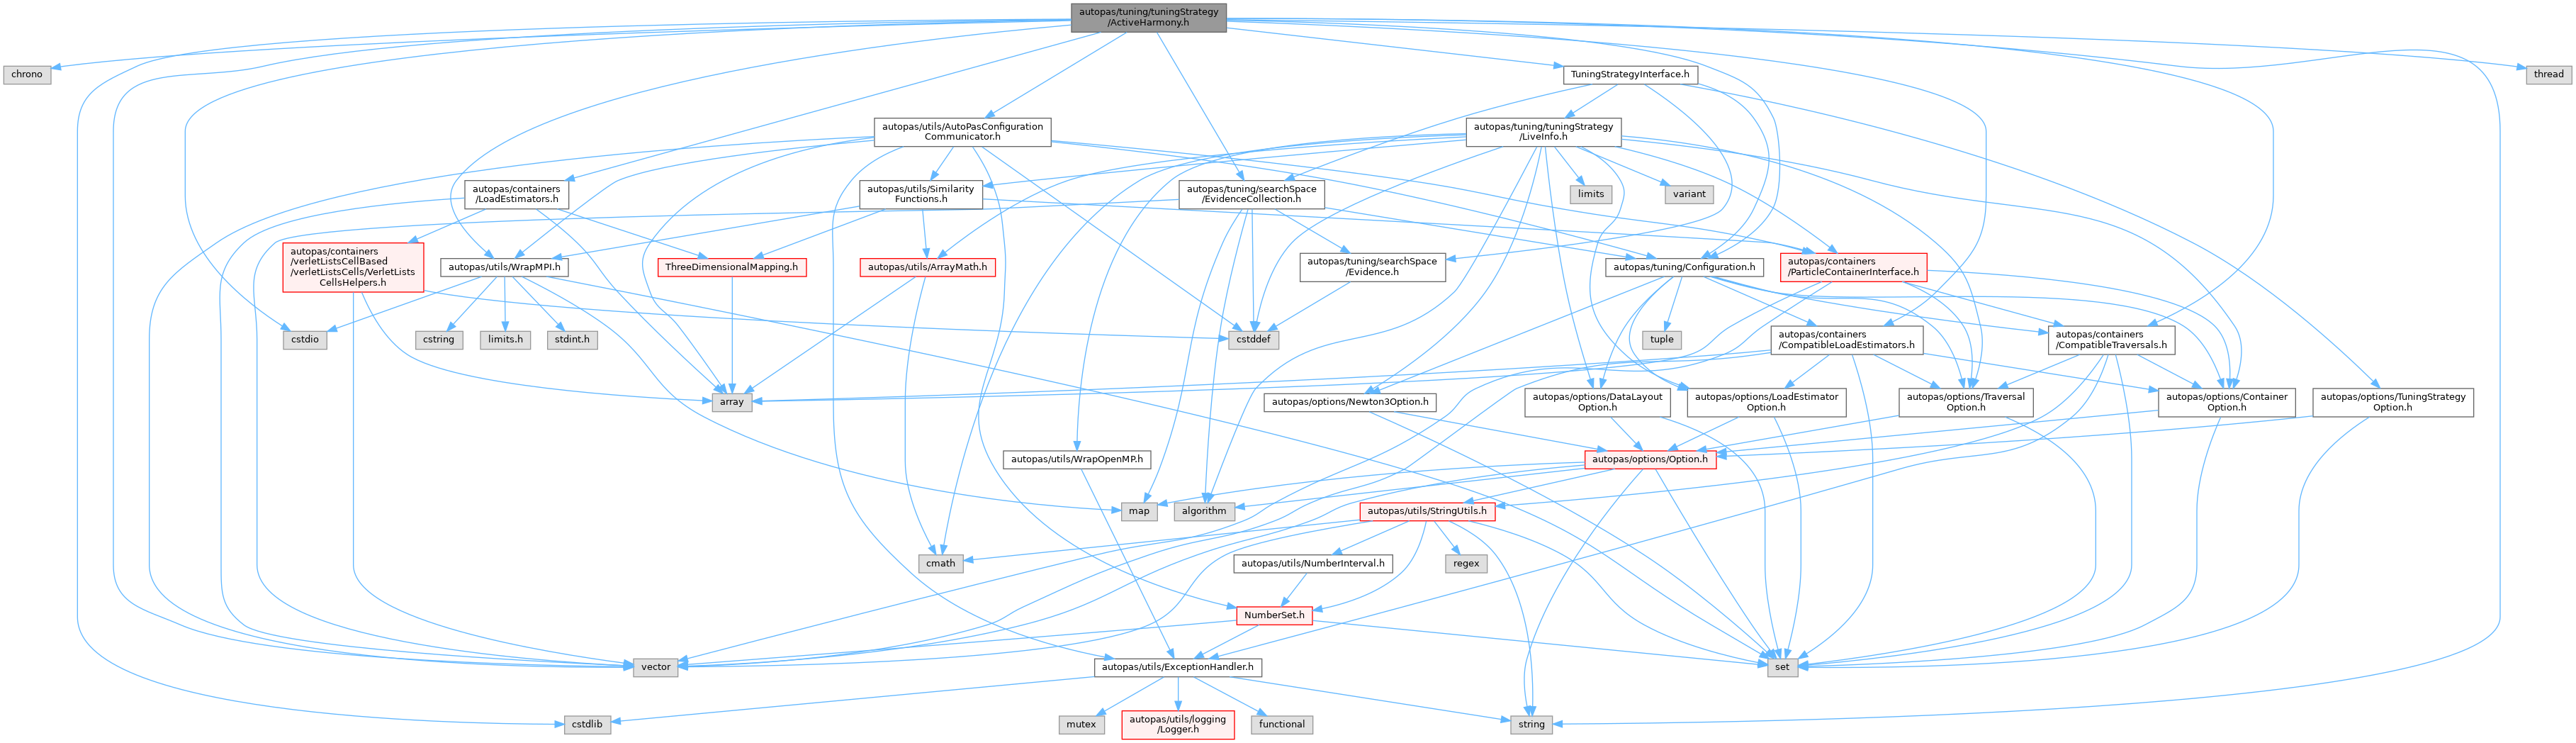 autopas/tuning/tuningStrategy
/ActiveHarmony.h
chrono
TuningStrategyInterface.h
thread
autopas/utils/AutoPasConfiguration
Communicator.h
autopas/tuning/tuningStrategy
/LiveInfo.h
autopas/containers
/LoadEstimators.h
autopas/utils/Similarity
Functions.h
autopas/tuning/searchSpace
/EvidenceCollection.h
limits
variant
autopas/containers
/verletListsCellBased
/verletListsCells/VerletLists
CellsHelpers.h
autopas/utils/WrapMPI.h
ThreeDimensionalMapping.h
autopas/utils/ArrayMath.h
autopas/tuning/searchSpace
/Evidence.h
autopas/tuning/Configuration.h
autopas/containers
/ParticleContainerInterface.h
cstdio
cstring
limits.h
stdint.h
cstddef
tuple
autopas/containers
/CompatibleLoadEstimators.h
autopas/containers
/CompatibleTraversals.h
array
autopas/options/Newton3Option.h
autopas/options/DataLayout
Option.h
autopas/options/LoadEstimator
Option.h
autopas/options/Traversal
Option.h
autopas/options/Container
Option.h
autopas/options/TuningStrategy
Option.h
autopas/utils/WrapOpenMP.h
autopas/options/Option.h
map
algorithm
autopas/utils/StringUtils.h
cmath
autopas/utils/NumberInterval.h
regex
NumberSet.h
vector
autopas/utils/ExceptionHandler.h
set
cstdlib
mutex
autopas/utils/logging
/Logger.h
functional
string